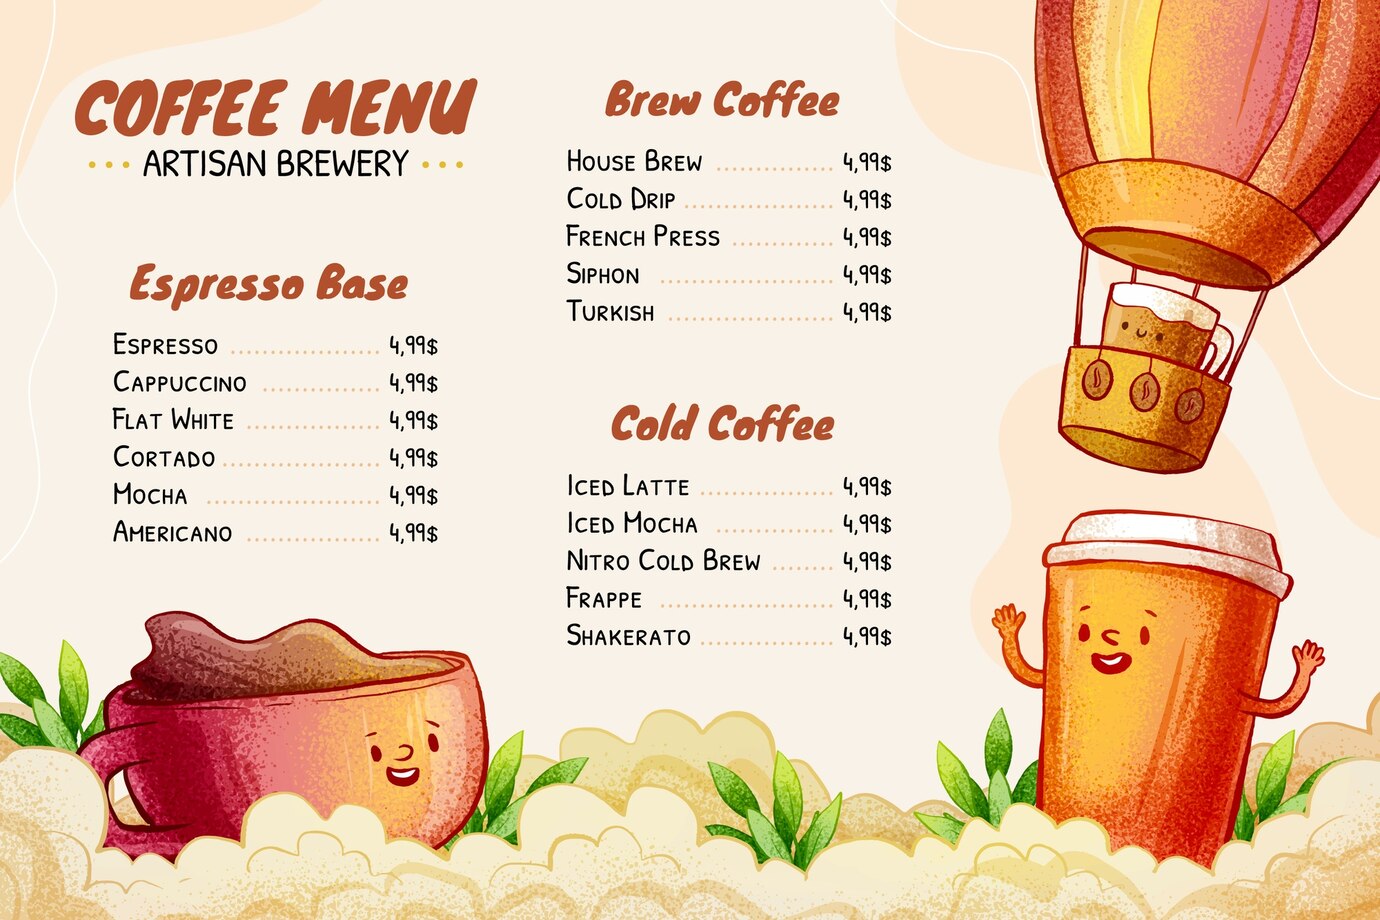 COFFEE MENU
ARTISAN BREWERY
Espresso Base
ESPRESSO 4,99$
CAPPUCCINO 4,99$
FLAT WHITE 4,99$
CORTADO 4,99$
MOCHA 4,99$
AMERICANO 4,99$
Brew Coffee
HOUSE BREW 4,99$
COLD DRIP 4,99$
FRENCH PRESS 4,99$
SIPHON 4,99$
TURKISH 4,99$
Cold Coffee
ICED LATTE 4,99$
ICED MOCHA 4,99$
NITRO COLD BREW 4,99$
FRAPPE 4,99$
SHAKERATO 4,99$